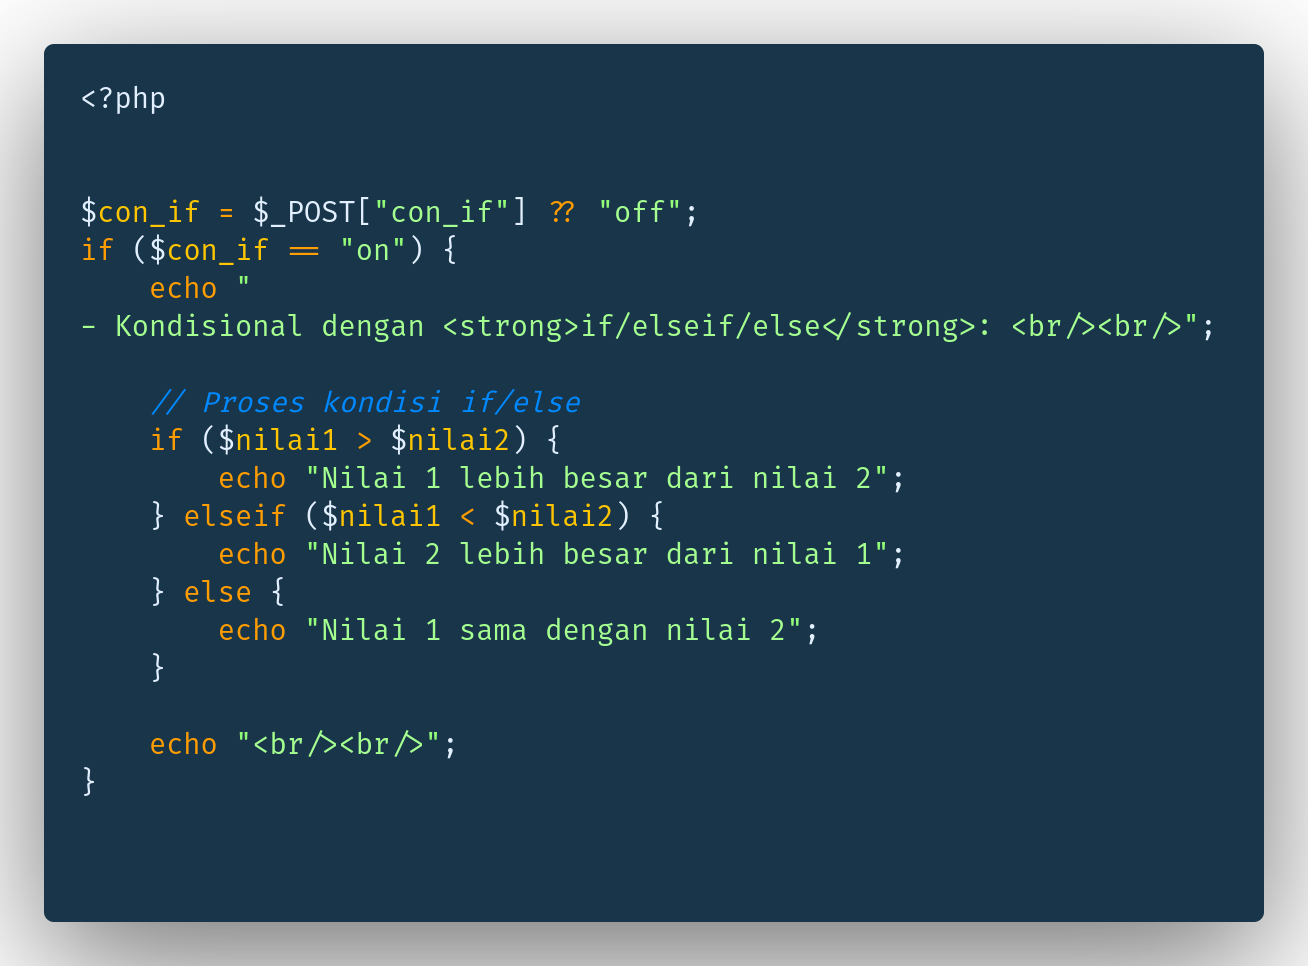 <?php
$con_if = $_POST["con_if"] ?? "off";
if ($con_if == "on") {
    echo "
- Kondisional dengan <strong>if/elseif/else</strong>: <br/><br/>";
    // Proses kondisi if/else
    if ($nilai1 > $nilai2) {
        echo "Nilai 1 lebih besar dari nilai 2";
    } elseif ($nilai1 < $nilai2) {
        echo "Nilai 2 lebih besar dari nilai 1";
    } else {
        echo "Nilai 1 sama dengan nilai 2";
    }
    echo "<br/><br/>";
}